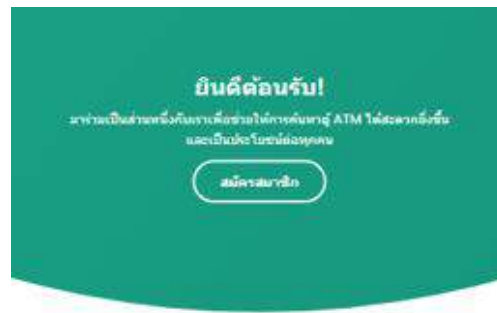 ยินดีต้อนรับ!
มาร่วมเป็นส่วนหนึ่งกับเราเพื่อช่วยให้การค้นหาตู้ ATM ได้สะดวกยิ่งขึ้น
และเป็นประโยชน์ต่อทุกคน
สมัครสมาชิก